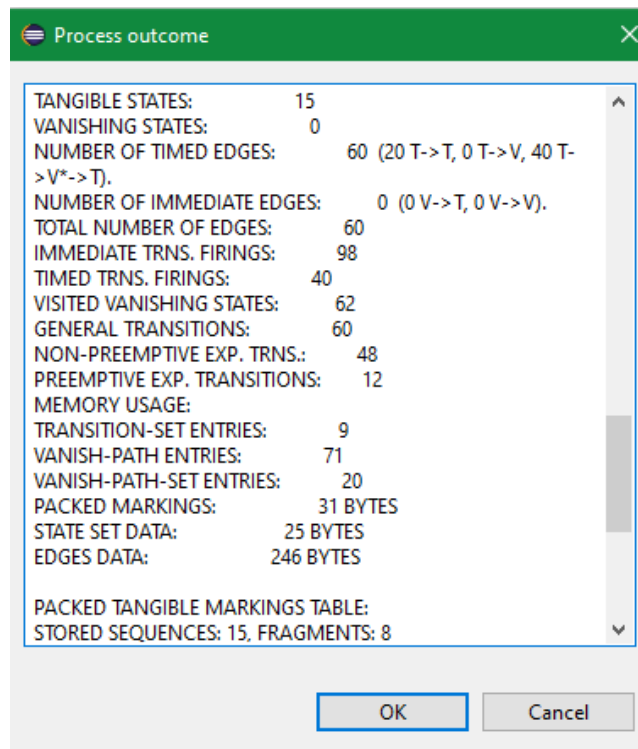 Process outcome
TANGIBLE STATES: 15
VANISHING STATES: 0
NUMBER OF TIMED EDGES: 60 (20 T->T, 0 T->V, 40 T-
>V*->T).
NUMBER OF IMMEDIATE EDGES: 0 (0 V->T, 0 V->V).
TOTAL NUMBER OF EDGES: 60
IMMEDIATE TRNS. FIRINGS: 98
TIMED TRNS. FIRINGS: 40
VISITED VANISHING STATES: 62
GENERAL TRANSITIONS: 60
NON-PREEMPTIVE EXP. TRNS.: 48
PREEMPTIVE EXP. TRANSITIONS: 12
MEMORY USAGE:
TRANSITION-SET ENTRIES: 9
VANISH-PATH ENTRIES: 71
VANISH-PATH-SET ENTRIES: 20
PACKED MARKINGS: 31 BYTES
STATE SET DATA: 25 BYTES
EDGES DATA: 246 BYTES
PACKED TANGIBLE MARKINGS TABLE:
STORED SEQUENCES: 15, FRAGMENTS: 8
OK Cancel